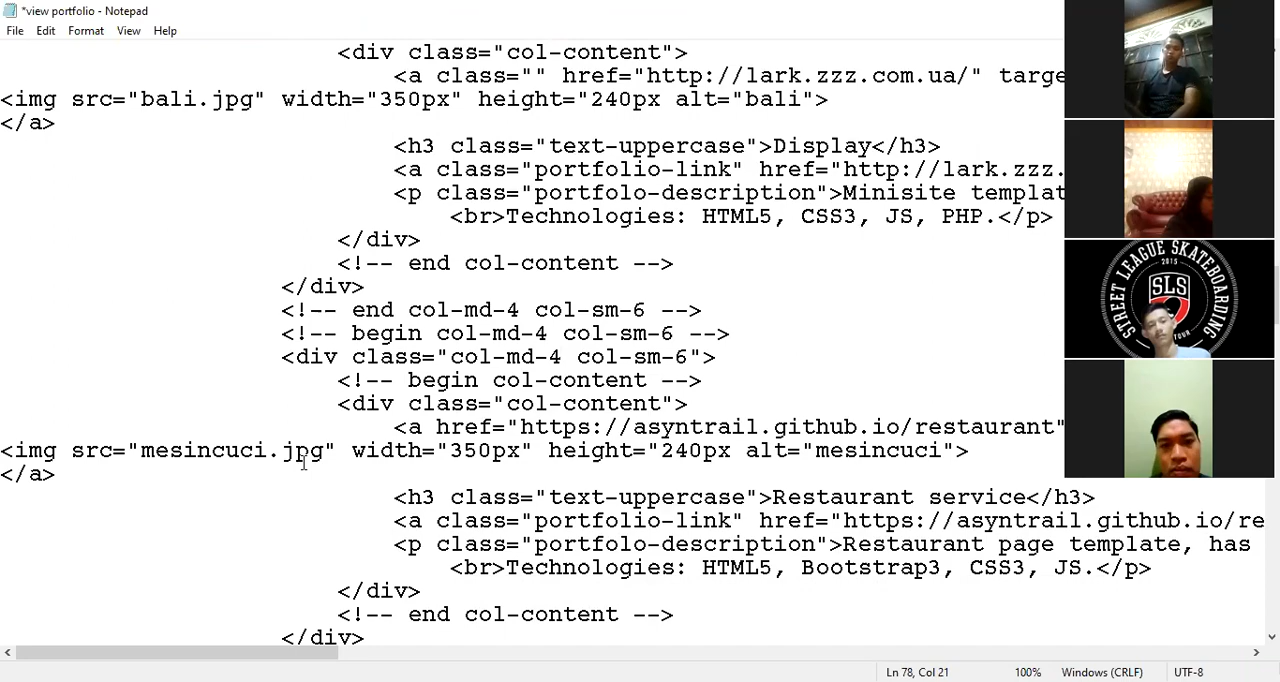 *view portfolio - Notepad
File Edit Format View Help
<div class="col-content">
<a class="" href="http://lark.zzz.com.ua/" targe
<img src="bali.jpg" width="350px" height="240px alt="bali">
</a>
<h3 class="text-uppercase">Display</h3>
<a class="portfolio-link" href="http://lark.zzz.
<p class="portfolo-description">Minisite templat
<br>Technologies: HTML5, CSS3, JS, PHP.</p>
</div>
<!-- end col-content -->
</div>
<!-- end col-md-4 col-sm-6 -->
<!-- begin col-md-4 col-sm-6 -->
<div class="col-md-4 col-sm-6">
<!-- begin col-content -->
<div class="col-content">
<a href="https://asyntrail.github.io/restaurant"
<img src="mesincuci.jpg" width="350px" height="240px alt="mesincuci">
</a>
<h3 class="text-uppercase">Restaurant service</h3>
<a class="portfolio-link" href="https://asyntrail.github.io/re
<p class="portfolo-description">Restaurant page template, has
<br>Technologies: HTML5, Bootstrap3, CSS3, JS.</p>
</div>
<!-- end col-content -->
</div>
Ln 78, Col 21 100% Windows (CRLF) UTF-8
STREET LEAGUE SKATEBOARDING
2015
SLS
TOUR